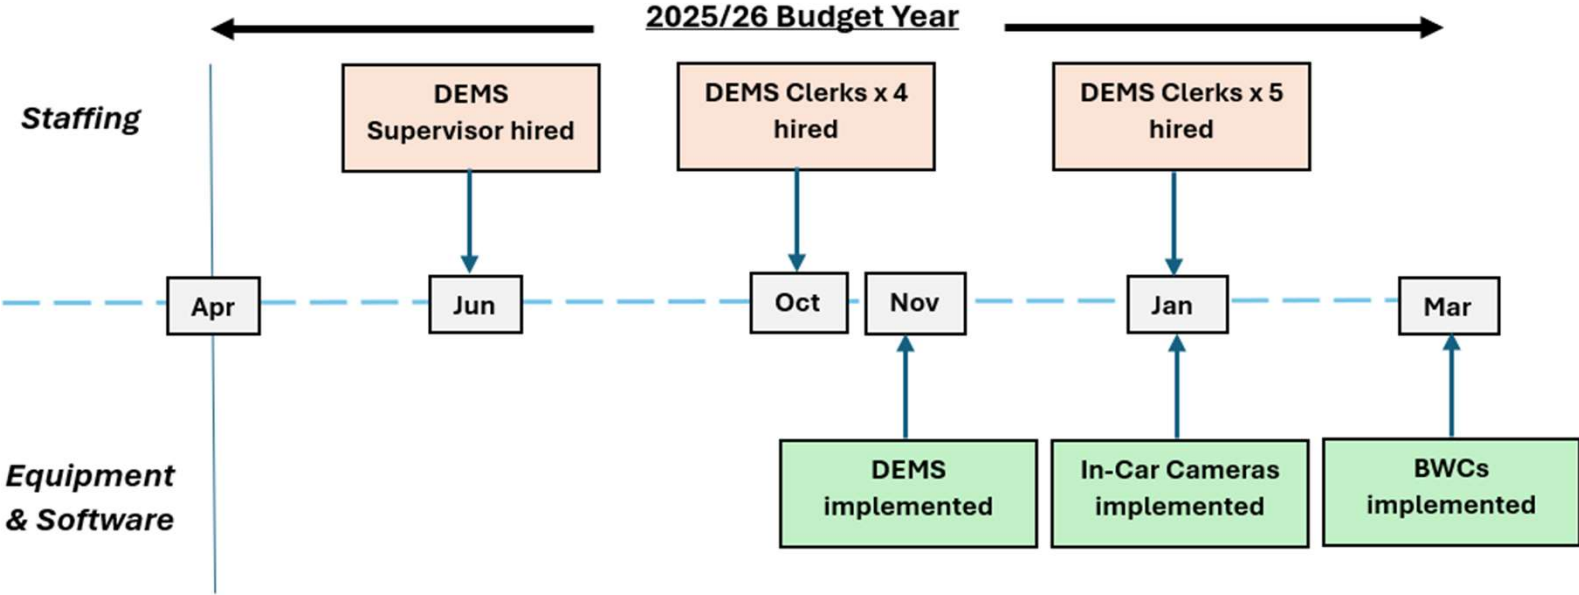 2025/26 Budget Year
Staffing
DEMS
Supervisor hired
DEMS Clerks x 4
hired
DEMS Clerks x 5
hired
Apr
Jun
Oct
Nov
Jan
Mar
Equipment
& Software
DEMS
implemented
In-Car Cameras
implemented
BWCs
implemented